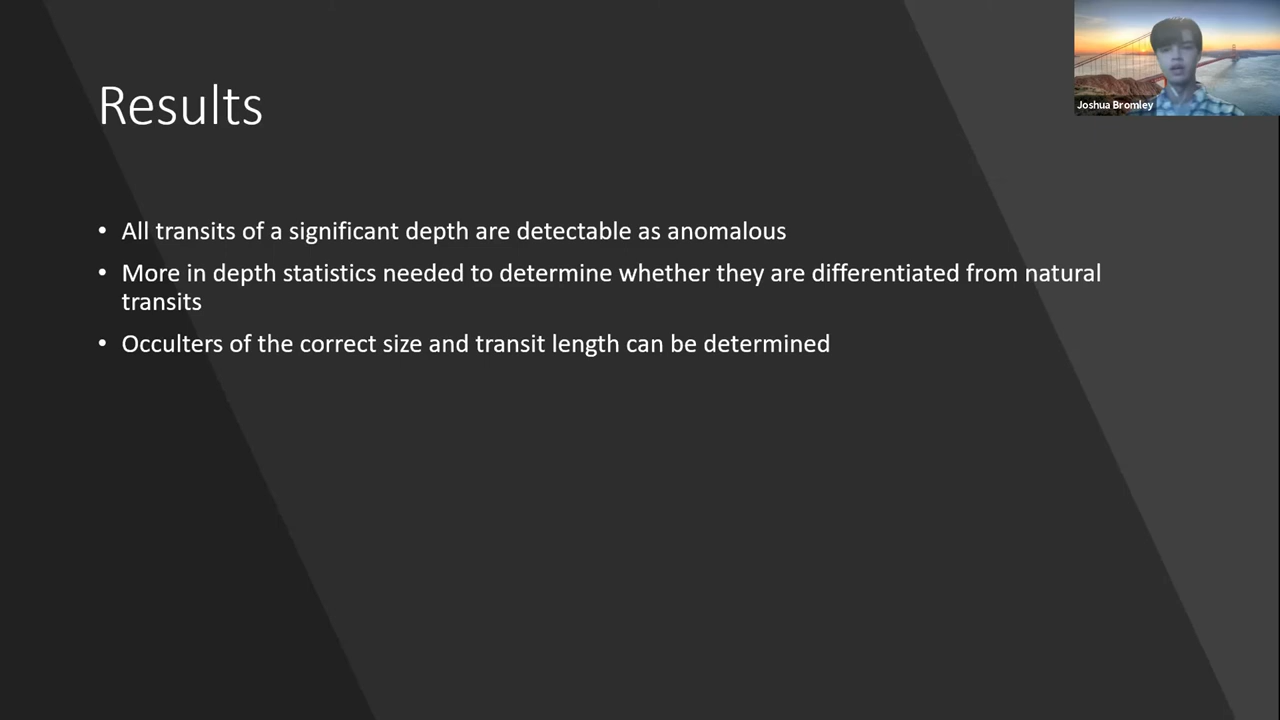 Joshua Bromley
Results
• All transits of a significant depth are detectable as anomalous
• More in depth statistics needed to determine whether they are differentiated from natural
transits
• Occulters of the correct size and transit length can be determined